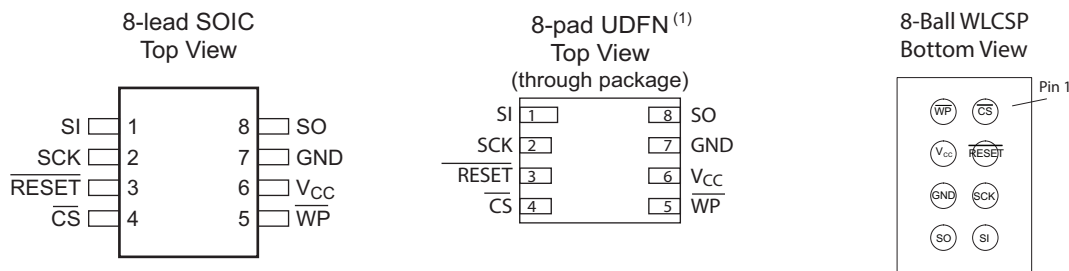 8-lead SOIC
Top View
SI 1 8 SO
SCK 2 7 GND
RESET 3 6 VCC
CS 4 5 WP
8-pad UDFN (1)
Top View
(through package)
SI 1 8 SO
SCK 2 7 GND
RESET 3 6 VCC
CS 4 5 WP
8-Ball WLCSP
Bottom View
Pin 1
WP CS
Vcc RESET
GND SCK
SO SI